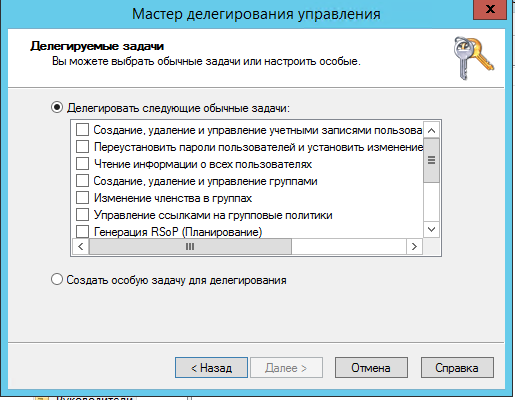 Мастер делегирования управления
x
Делегируемые задачи
Вы можете выбрать обычные задачи или настроить особые.
Делегировать следующие обычные задачи:
Создание, удаление и управление учетными записями пользова
Переустановить пароли пользователей и установить изменение
Чтение информации о всех пользователях
Создание, удаление и управление группами
Изменение членства в группах
Управление ссылками на групповые политики
Генерация RSoP (Планирование)
Создать особую задачу для делегирования
< Назад
Далее >
Отмена
Справка
Руководители